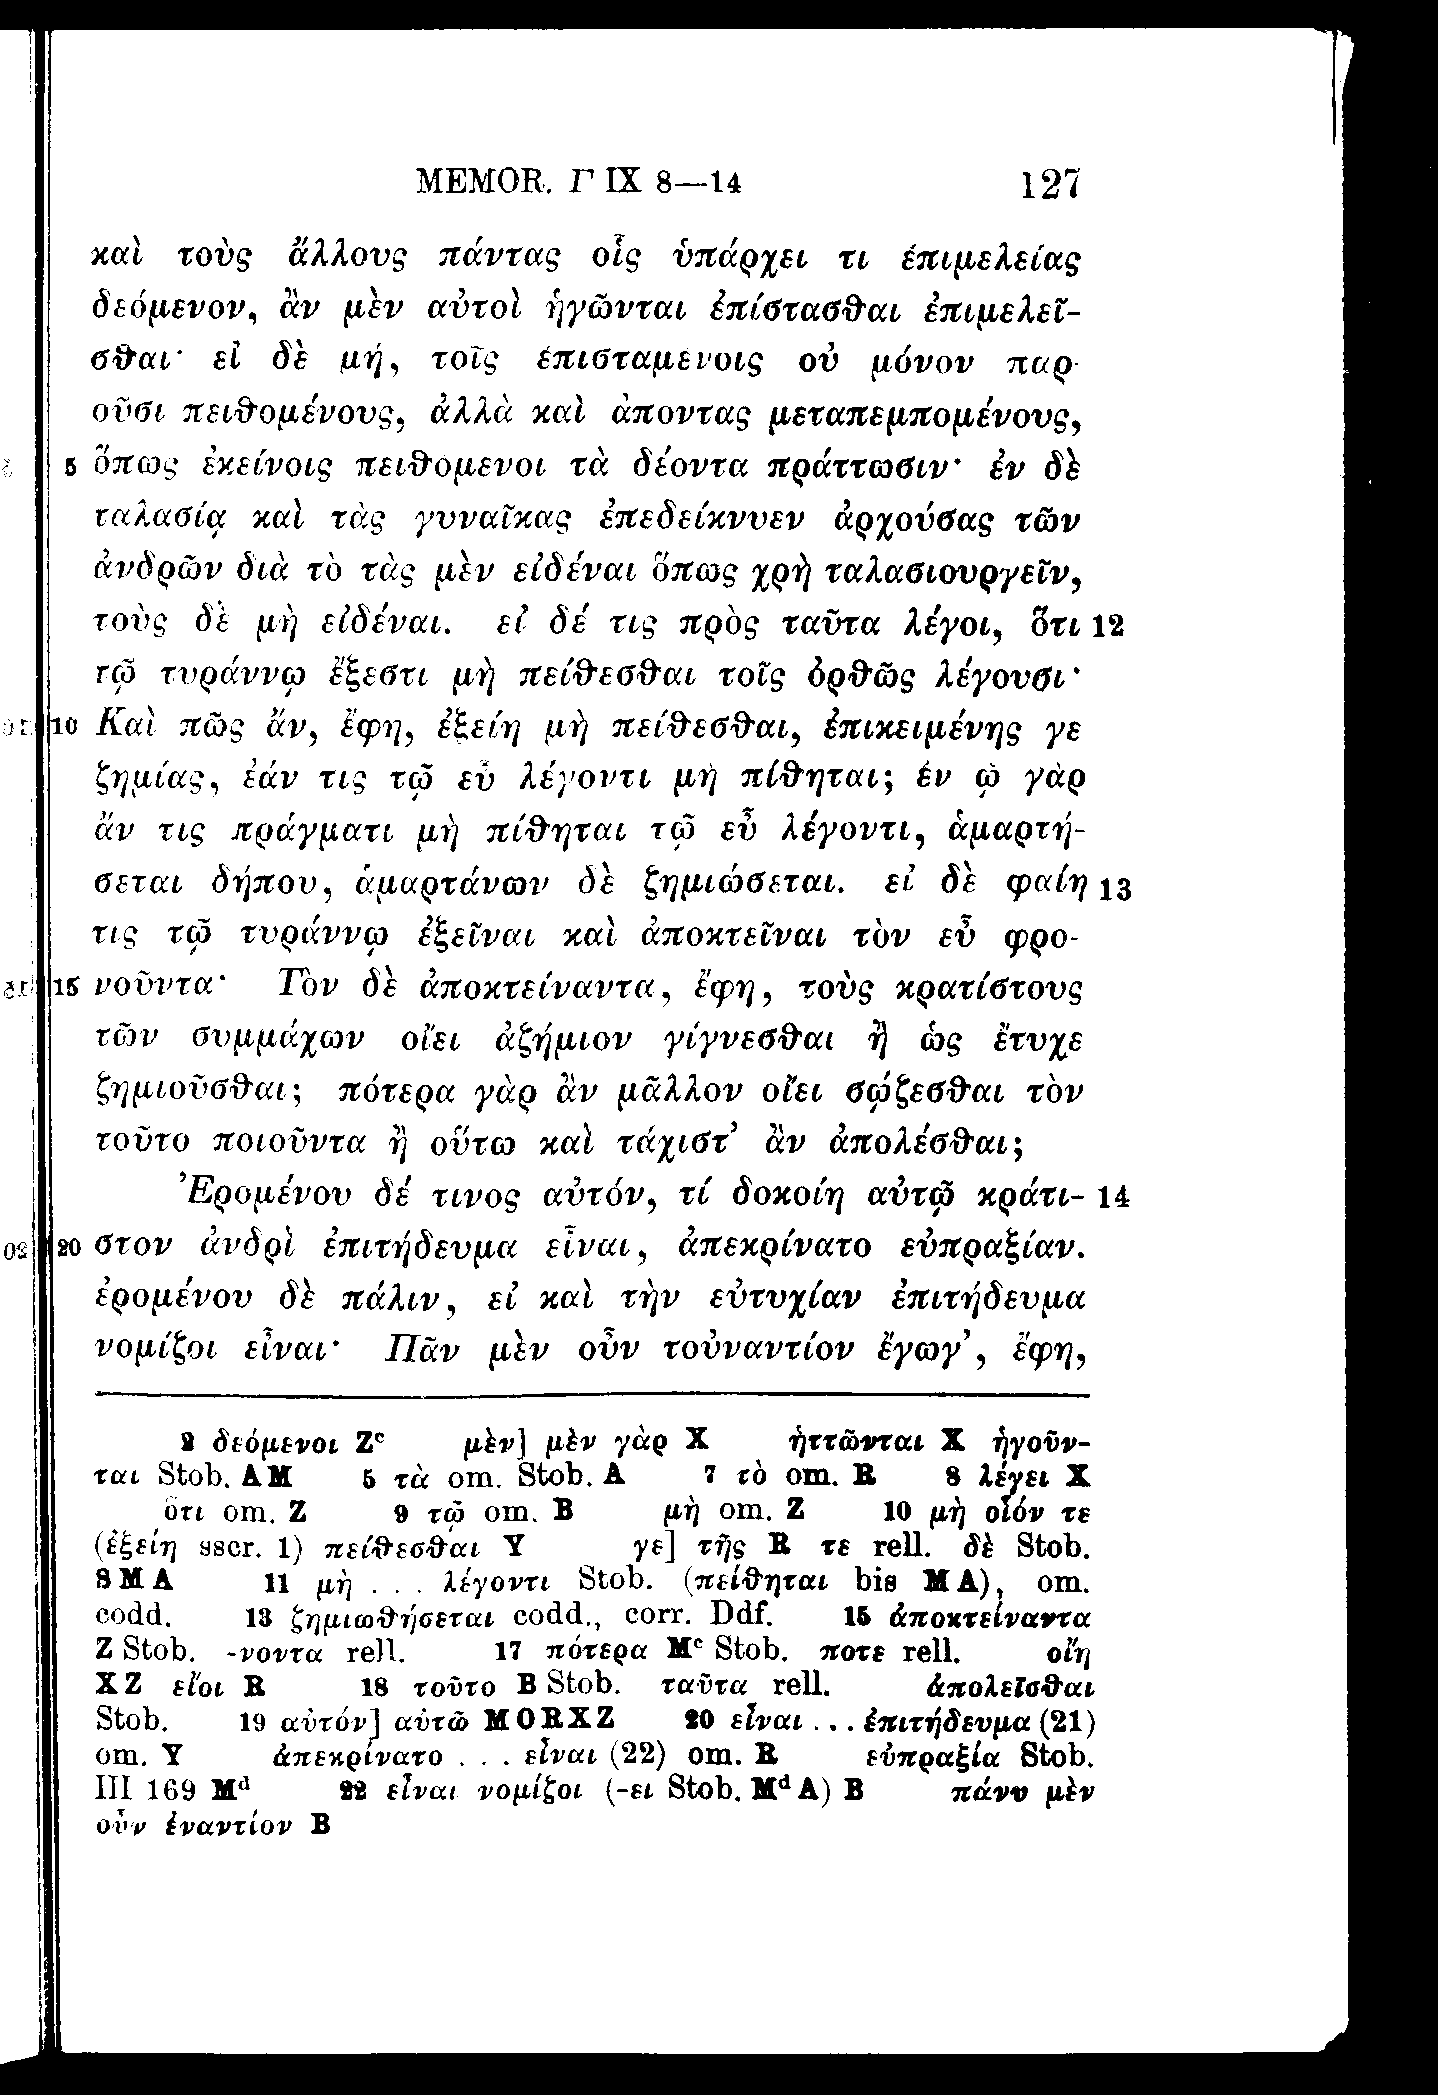 MEMOR. Γ IX 8—14 127
καὶ τοὺς ἄλλους πάντας οἷς ὑπάρχει τι ἐπιμελείας
δεόμενον, ἂν μὲν αὐτοὶ ἡγῶνται ἐπίστασθαι ἐπιμελεῖ-
σθαι· εἰ δὲ μή, τοῖς ἐπισταμένοις οὐ μόνον παρ-
οῦσι πειθομένους, ἀλλὰ καὶ ἀπόντας μεταπεμπομένους,
5 ὅπως ἐκείνοις πειθόμενοι τὰ δέοντα πράττωσιν· ἐν δὲ
ταλασίᾳ καὶ τὰς γυναῖκας ἐπεδείκνυεν ἀρχούσας τῶν
ἀνδρῶν διὰ τὸ τὰς μὲν εἰδέναι ὅπως χρὴ ταλασιουργεῖν,
τοὺς δὲ μὴ εἰδέναι. εἰ δέ τις πρὸς ταῦτα λέγοι, ὅτι 12
τῷ τυράννῳ ἔξεστι μὴ πείθεσθαι τοῖς ὀρθῶς λέγουσι·
10 Καὶ πῶς ἄν, ἔφη, ἐξείη μὴ πείθεσθαι, ἐπικειμένης γε
ζημίας, ἐάν τις τῷ εὖ λέγοντι μὴ πίθηται; ἐν ᾧ γὰρ
ἄν τις πράγματι μὴ πίθηται τῷ εὖ λέγοντι, ἁμαρτή-
σεται δήπου, ἁμαρτάνων δὲ ζημιώσεται. εἰ δὲ φαίη 13
τις τῷ τυράννῳ ἐξεῖναι καὶ ἀποκτεῖναι τὸν εὖ φρο-
15 νοῦντα· Τὸν δὲ ἀποκτείναντα, ἔφη, τοὺς κρατίστους
τῶν συμμάχων οἴει ἀζήμιον γίγνεσθαι ἢ ὡς ἔτυχε
ζημιοῦσθαι; πότερα γὰρ ἂν μᾶλλον οἴει σῴζεσθαι τὸν
τοῦτο ποιοῦντα ἢ οὕτω καὶ τάχιστ’ ἂν ἀπολέσθαι;
Ἐρομένου δέ τινος αὐτόν, τί δοκοίη αὐτῷ κράτι- 14
20 στον ἀνδρὶ ἐπιτήδευμα εἶναι, ἀπεκρίνατο εὐπραξίαν.
ἐρομένου δὲ πάλιν, εἰ καὶ τὴν εὐτυχίαν ἐπιτήδευμα
νομίζοι εἶναι· Πᾶν μὲν οὖν τοὐναντίον ἔγωγ’, ἔφη,
2 δεόμενοι Zᶜ μὲν] μὲν γὰρ X ἡττῶνται X ἡγοῦν-
ται Stob. AM 5 τὰ om. Stob. A 7 τὸ om. R 8 λέγει X
ὅτι om. Z 9 τῷ om. B μὴ om. Z 10 μὴ οἷόν τε
(ἐξείη sscr. 1) πείθεσθαι Y γε] τῆς R τε rell. δὲ Stob.
SMA 11 μὴ . . . λέγοντι Stob. (πείθηται bis MA), om.
codd. 13 ζημιωθήσεται codd., corr. Ddf. 15 ἀποκτείναντα
Z Stob. -νοντα rell. 17 πότερα Mᶜ Stob. ποτε rell. οἴη
XZ εἴοι R 18 τοῦτο B Stob. ταῦτα rell. ἀπολεῖσθαι
Stob. 19 αὐτόν] αὐτῶ MORXZ 20 εἶναι . . . ἐπιτήδευμα (21)
om. Y ἀπεκρίνατο . . . εἶναι (22) om. R εὐπραξία Stob.
III 169 Mᵈ 22 εἶναι νομίζοι (-ει Stob. Mᵈ A) B πάνυ μὲν
οὖν ἐναντίον B